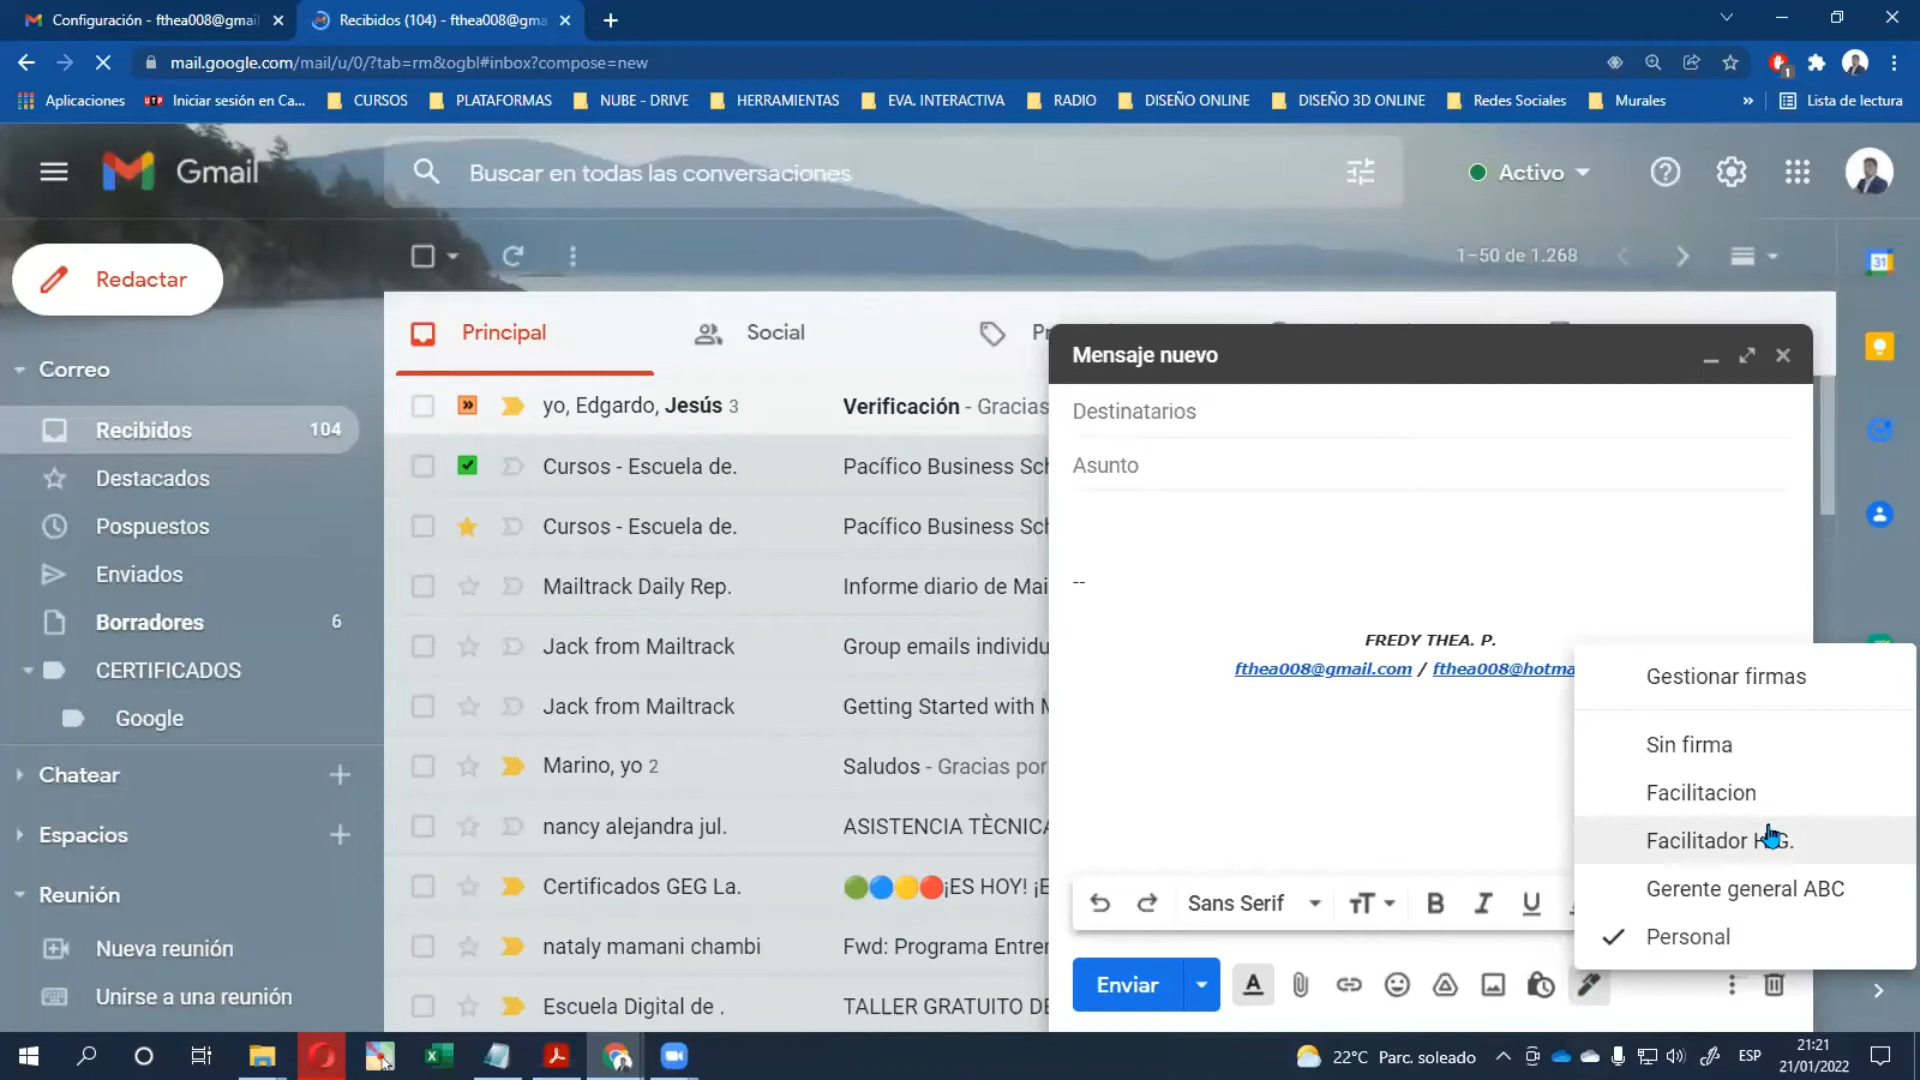 Configuración - fthea008@gmail
Recibidos (104) - fthea008@gma
mail.google.com/mail/u/0/?tab=rm&ogbl#inbox?compose=new
1
Aplicaciones
UTP Iniciar sesión en Ca...
CURSOS
PLATAFORMAS
NUBE - DRIVE
HERRAMIENTAS
EVA. INTERACTIVA
RADIO
DISEÑO ONLINE
DISEÑO 3D ONLINE
Redes Sociales
Murales
»
Lista de lectura
Gmail
Buscar en todas las conversaciones
Activo
Redactar
1–50 de 1.268
31
Principal
Social
Pr
Correo
Recibidos 104
Destacados
Pospuestos
Enviados
Borradores 6
CERTIFICADOS
Google
Chatear
Espacios
Reunión
Nueva reunión
Unirse a una reunión
yo, Edgardo, Jesús 3 Verificación - Gracias
Cursos - Escuela de. Pacífico Business Sch
Cursos - Escuela de. Pacífico Business Sch
Mailtrack Daily Rep. Informe diario de Mai
Jack from Mailtrack Group emails individu
Jack from Mailtrack Getting Started with M
Marino, yo 2 Saludos - Gracias por
nancy alejandra jul. ASISTENCIA TÈCNICA
Certificados GEG La. ¡ES HOY! ¡E
nataly mamani chambi Fwd: Programa Entren
Escuela Digital de . TALLER GRATUITO DE
Mensaje nuevo
Destinatarios
Asunto
--
FREDY THEA. P.
fthea008@gmail.com / fthea008@hotma
Gestionar firmas
Sin firma
Facilitacion
Facilitador
Gerente general ABC
Personal
Sans Serif
B I U
Enviar
22°C Parc. soleado
ESP
21:21
21/01/2022